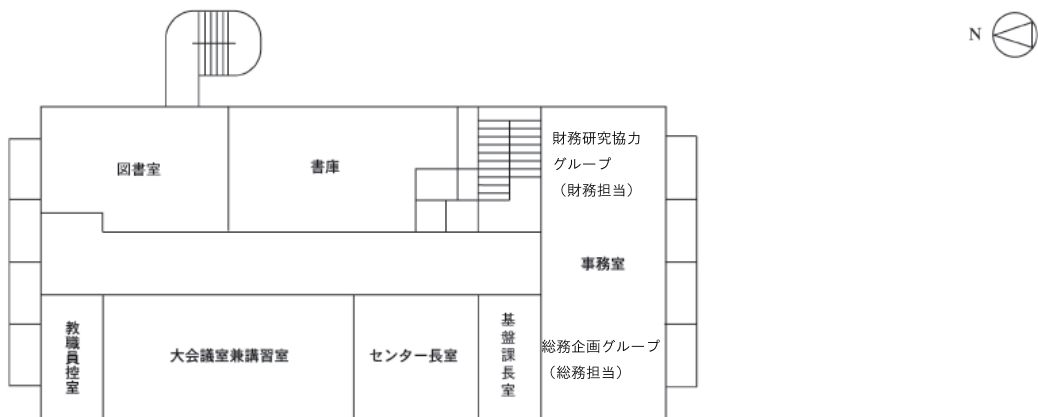 N
図書室
書庫
財務研究協力
グループ
（財務担当）
事務室
教職員控室
大会議室兼講習室
センター長室
基盤課長室
総務企画グループ
（総務担当）